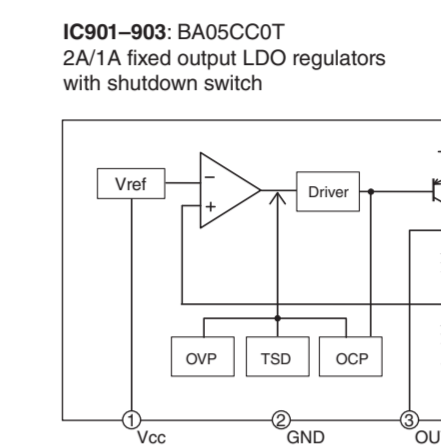 IC901–903: BA05CC0T
2A/1A fixed output LDO regulators
with shutdown switch
Vref
−
+
Driver
OVP
TSD
OCP
1
Vcc
2
GND
3
OU